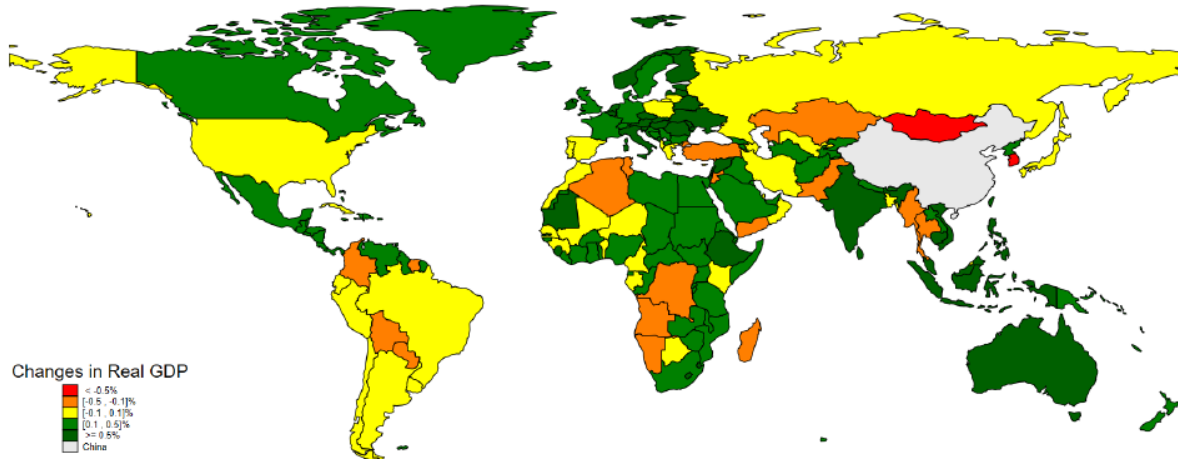 Changes in Real GDP
< -0.5%
[-0.5 , -0.1]%
[-0.1 , 0.1]%
[0.1 , 0.5]%
>= 0.5%
China